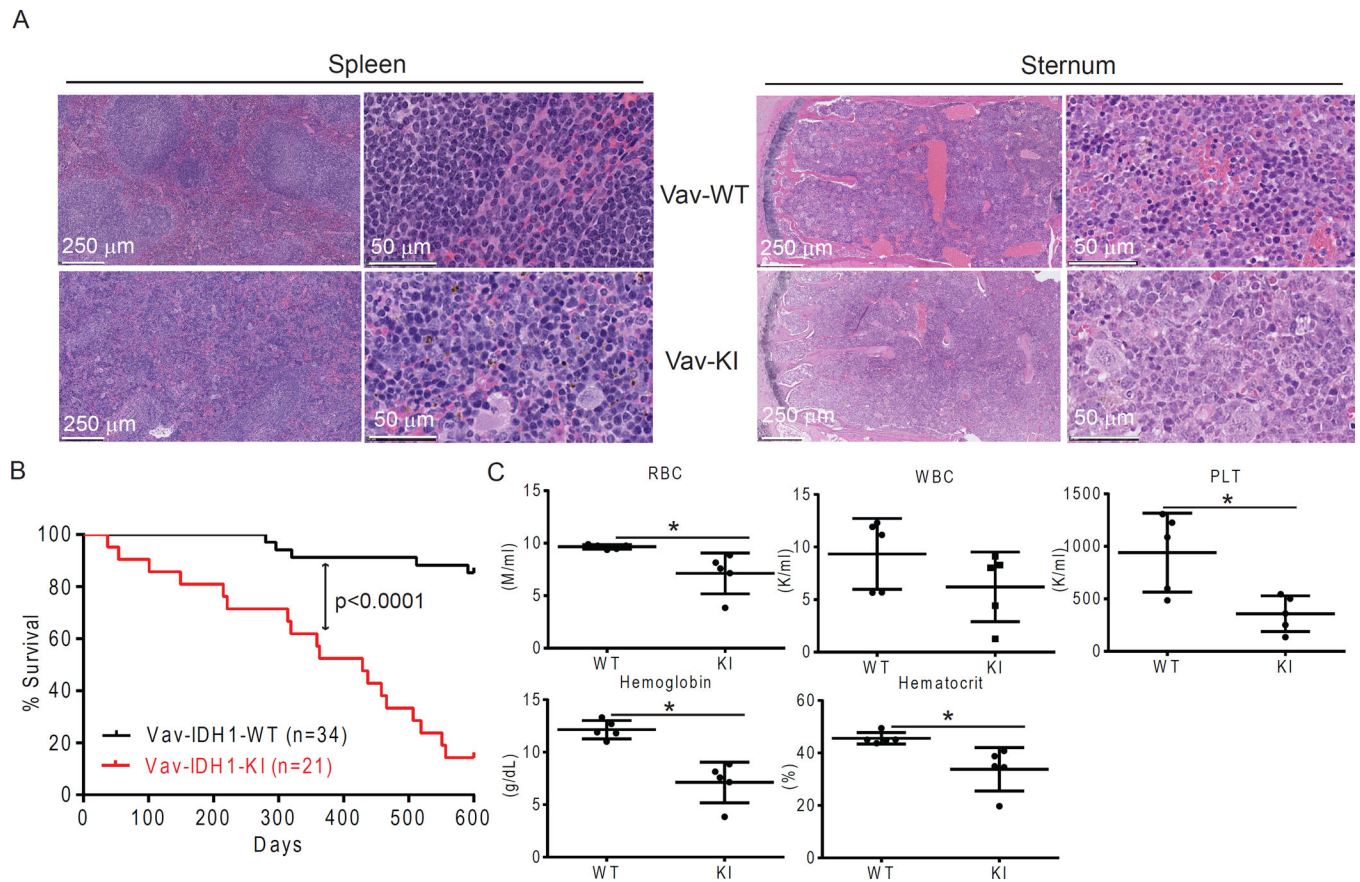 A
Spleen
Sternum
250 μm
50 μm
Vav-WT
250 μm
50 μm
250 μm
50 μm
Vav-KI
250 μm
50 μm
B
% Survival
100
80
60
40
20
0
p<0.0001
Vav-IDH1-WT (n=34)
Vav-IDH1-KI (n=21)
0 100 200 300 400 500 600
Days
C
RBC
(M/ml)
15
10
5
0
*
WT KI
WBC
(K/ml)
15
10
5
0
WT KI
PLT
(K/ml)
1500
1000
500
0
*
WT KI
Hemoglobin
(g/dL)
15
10
5
0
*
WT KI
Hematocrit
(%)
60
40
20
0
*
WT KI